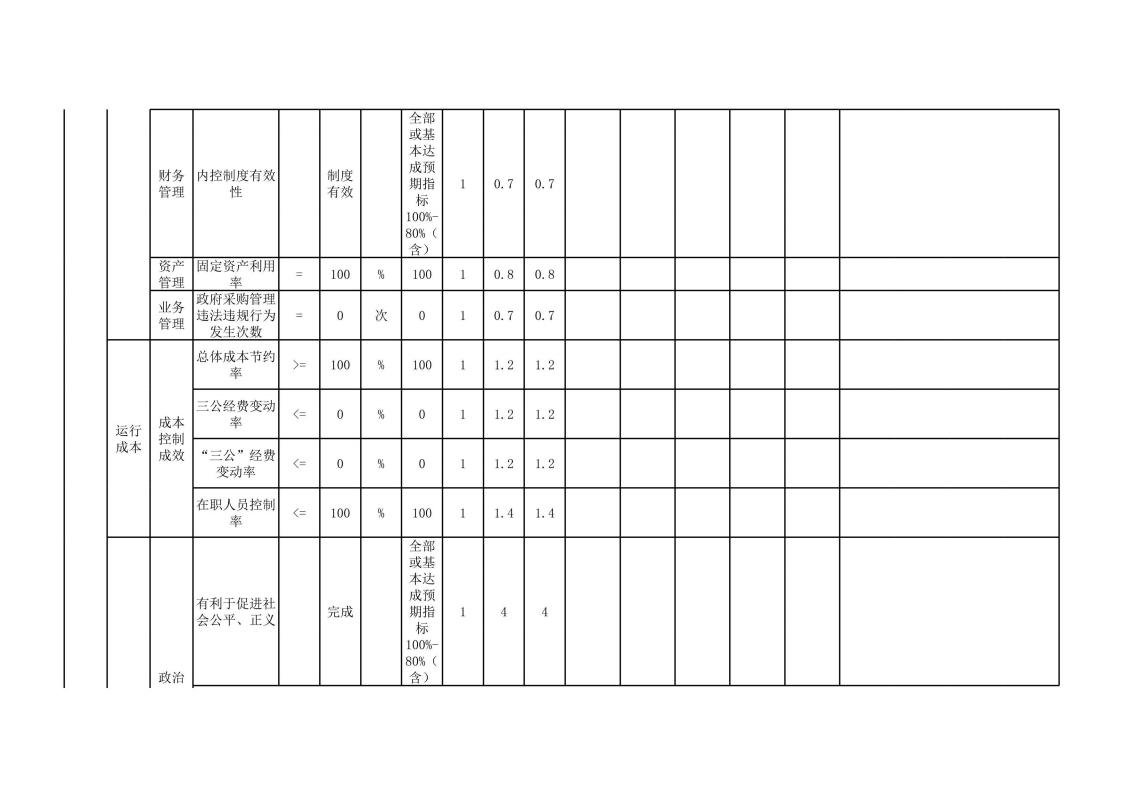 财务
管理
内控制度有效
性
制度
有效
全部
或基
本达
成预
期指
标
100%-
80%（
含）
1
0.7
0.7
资产
管理
固定资产利用
率
=
100
%
100
1
0.8
0.8
业务
管理
政府采购管理
违法违规行为
发生次数
=
0
次
0
1
0.7
0.7
运行
成本
成本
控制
成效
总体成本节约
率
>=
100
%
100
1
1.2
1.2
三公经费变动
率
<=
0
%
0
1
1.2
1.2
“三公”经费
变动率
<=
0
%
0
1
1.2
1.2
在职人员控制
率
<=
100
%
100
1
1.4
1.4
政治
有利于促进社
会公平、正义
完成
全部
或基
本达
成预
期指
标
100%-
80%（
含）
1
4
4